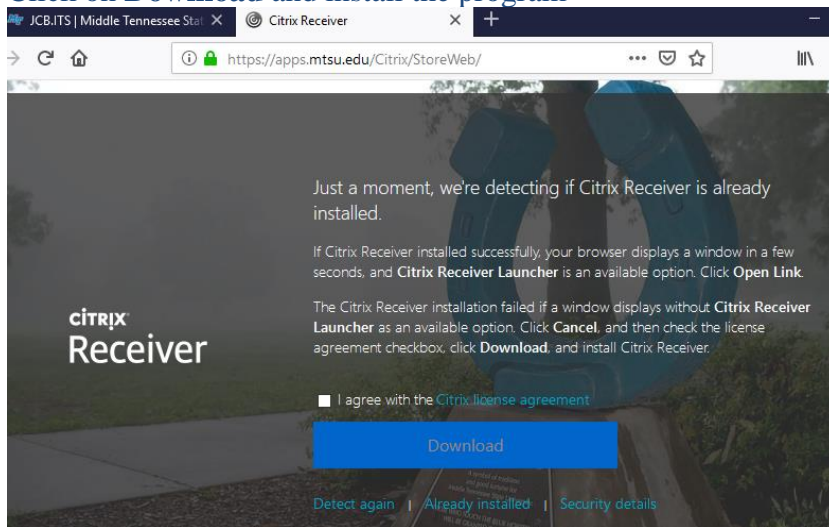 Click on Download and install the program
JCB.ITS | Middle Tennessee Stat
Citrix Receiver
https://apps.mtsu.edu/Citrix/StoreWeb/
Just a moment, we're detecting if Citrix Receiver is already
installed.
If Citrix Receiver installed successfully, your browser displays a window in a few
seconds, and Citrix Receiver Launcher is an available option. Click Open Link.
The Citrix Receiver installation failed if a window displays without Citrix Receiver
Launcher as an available option. Click Cancel, and then check the license
agreement checkbox, click Download, and install Citrix Receiver.
CITRIX
Receiver
I agree with the Citrix license agreement
Download
Detect again | Already installed | Security details